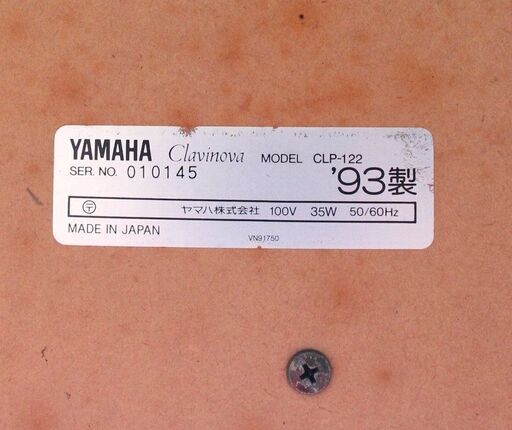 YAMAHA Clavinova MODEL CLP-122
SER. NO. 010145
'93製
〒 ヤマハ株式会社 100V 35W 50/60Hz
MADE IN JAPAN
VN91750